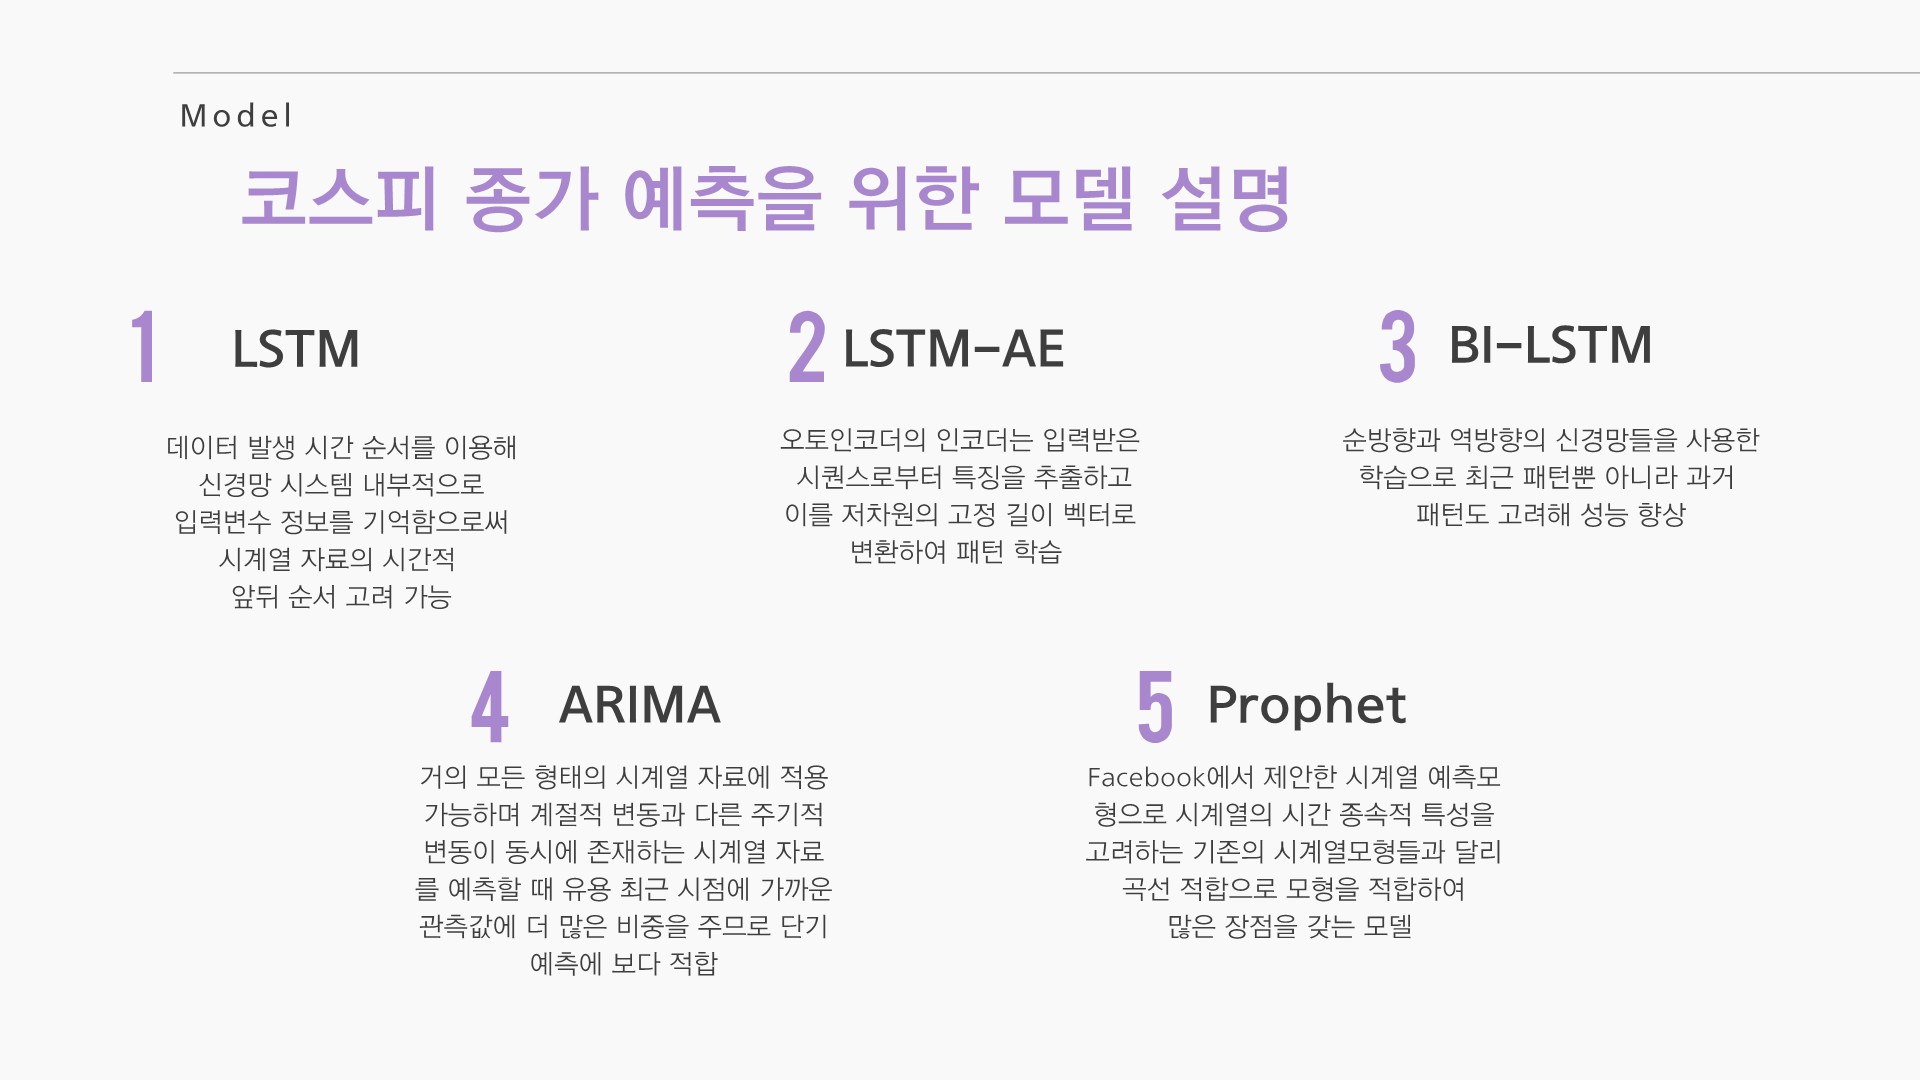 Model
코스피 종가 예측을 위한 모델 설명
1 LSTM
데이터 발생 시간 순서를 이용해
신경망 시스템 내부적으로
입력변수 정보를 기억함으로써
시계열 자료의 시간적
앞뒤 순서 고려 가능
2 LSTM-AE
오토인코더의 인코더는 입력받은
시퀀스로부터 특징을 추출하고
이를 저차원의 고정 길이 벡터로
변환하여 패턴 학습
3 BI-LSTM
순방향과 역방향의 신경망들을 사용한
학습으로 최근 패턴뿐 아니라 과거
패턴도 고려해 성능 향상
4 ARIMA
거의 모든 형태의 시계열 자료에 적용
가능하며 계절적 변동과 다른 주기적
변동이 동시에 존재하는 시계열 자료
를 예측할 때 유용 최근 시점에 가까운
관측값에 더 많은 비중을 주므로 단기
예측에 보다 적합
5 Prophet
Facebook에서 제안한 시계열 예측모
형으로 시계열의 시간 종속적 특성을
고려하는 기존의 시계열모형들과 달리
곡선 적합으로 모형을 적합하여
많은 장점을 갖는 모델